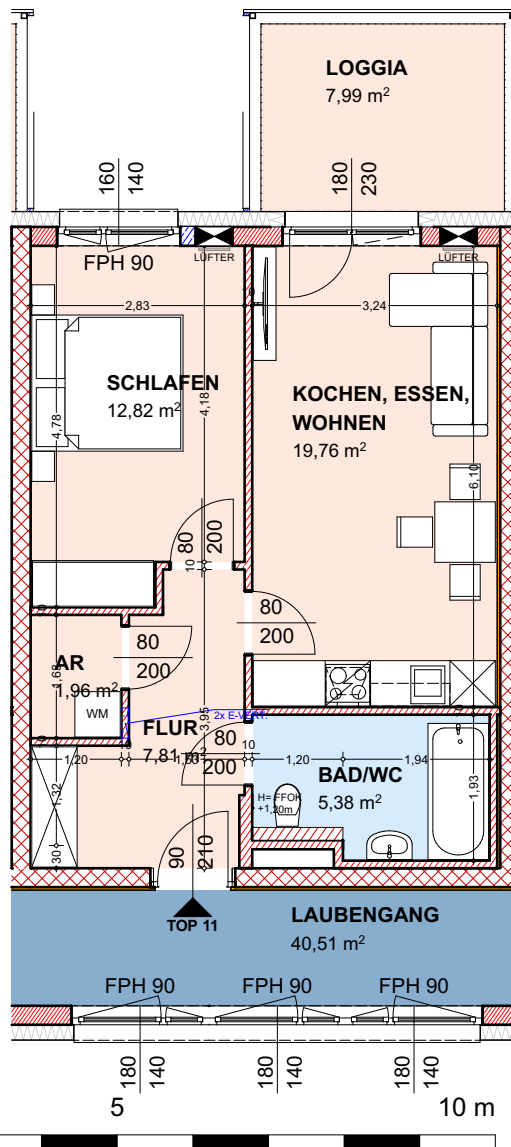 LOGGIA
7,99 m²
160
140
180
230
FPH 90
LÜFTER
LÜFTER
2,83
10
3,24
SCHLAFEN
12,82 m²
4,18
4,78
KOCHEN, ESSEN,
WOHNEN
19,76 m²
6,10
80
200
10
80
200
80
200
AR
1,96 m²
1,68
WM
3,95
2x E-VERT.
FLUR
7,81 m²
80
200
10
10
1,20
1,53
1,20
1,94
BAD/WC
5,38 m²
H= FFOK
+1,20m
1,93
10
1,32
30
90
210
TOP 11
LAUBENGANG
40,51 m²
FPH 90
FPH 90
FPH 90
180
140
180
140
180
140
5
10 m